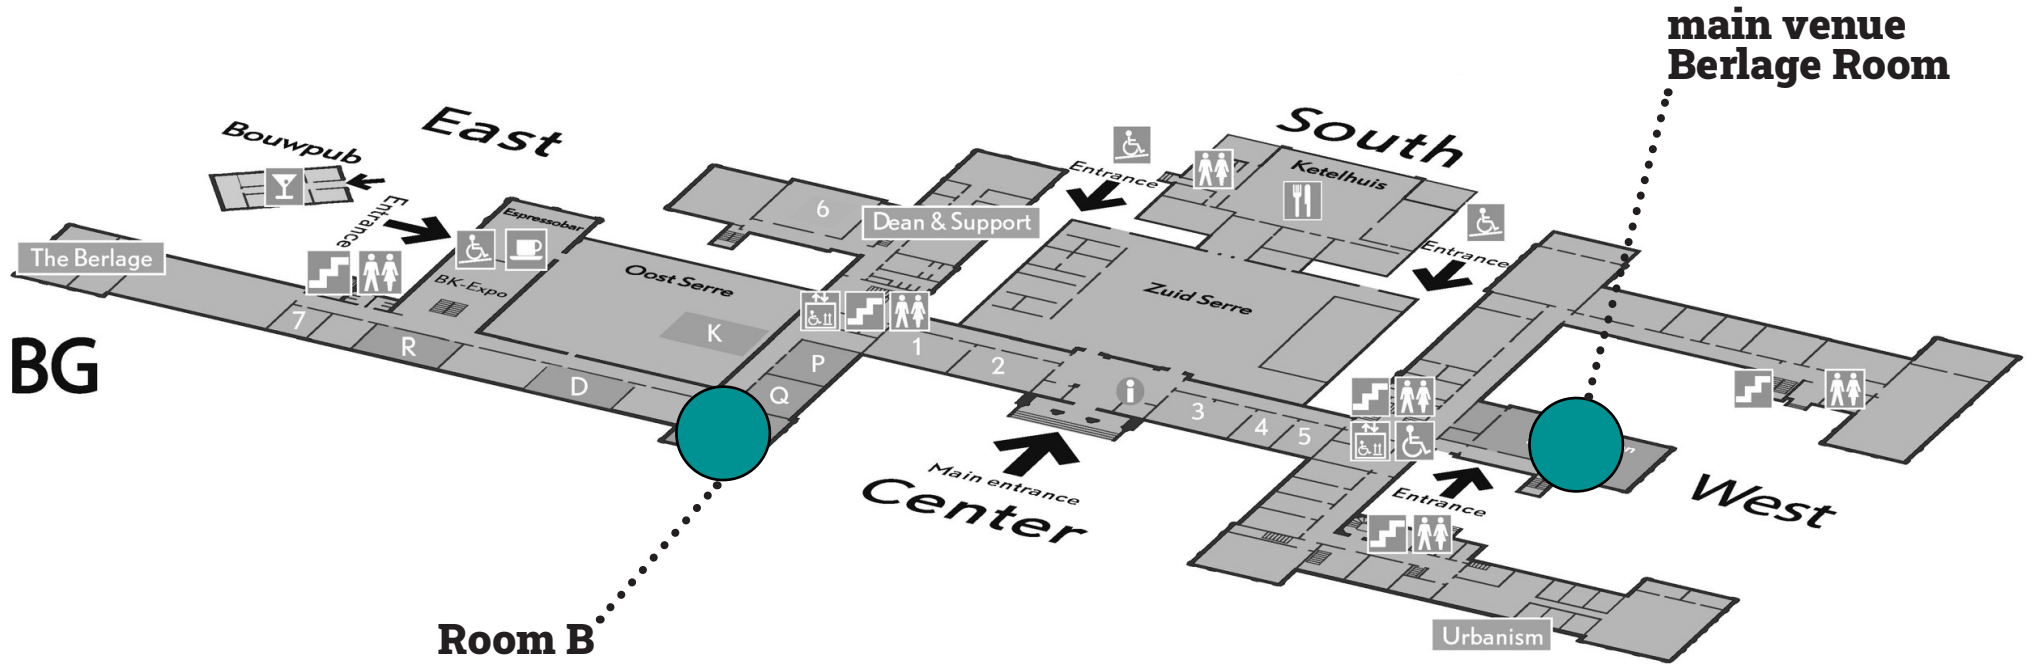 main venue
Berlage Room
East
South
Bouwpub
Entrance
Ketelhuis
Entrance
Espressobar
6
Dean & Support
Entrance
The Berlage
BK-Expo
Oost Serre
Zuid Serre
7
K
1
BG
R
P
2
i
D
Q
3
4
5
Main entrance
Center
Entrance
West
Urbanism
Room B